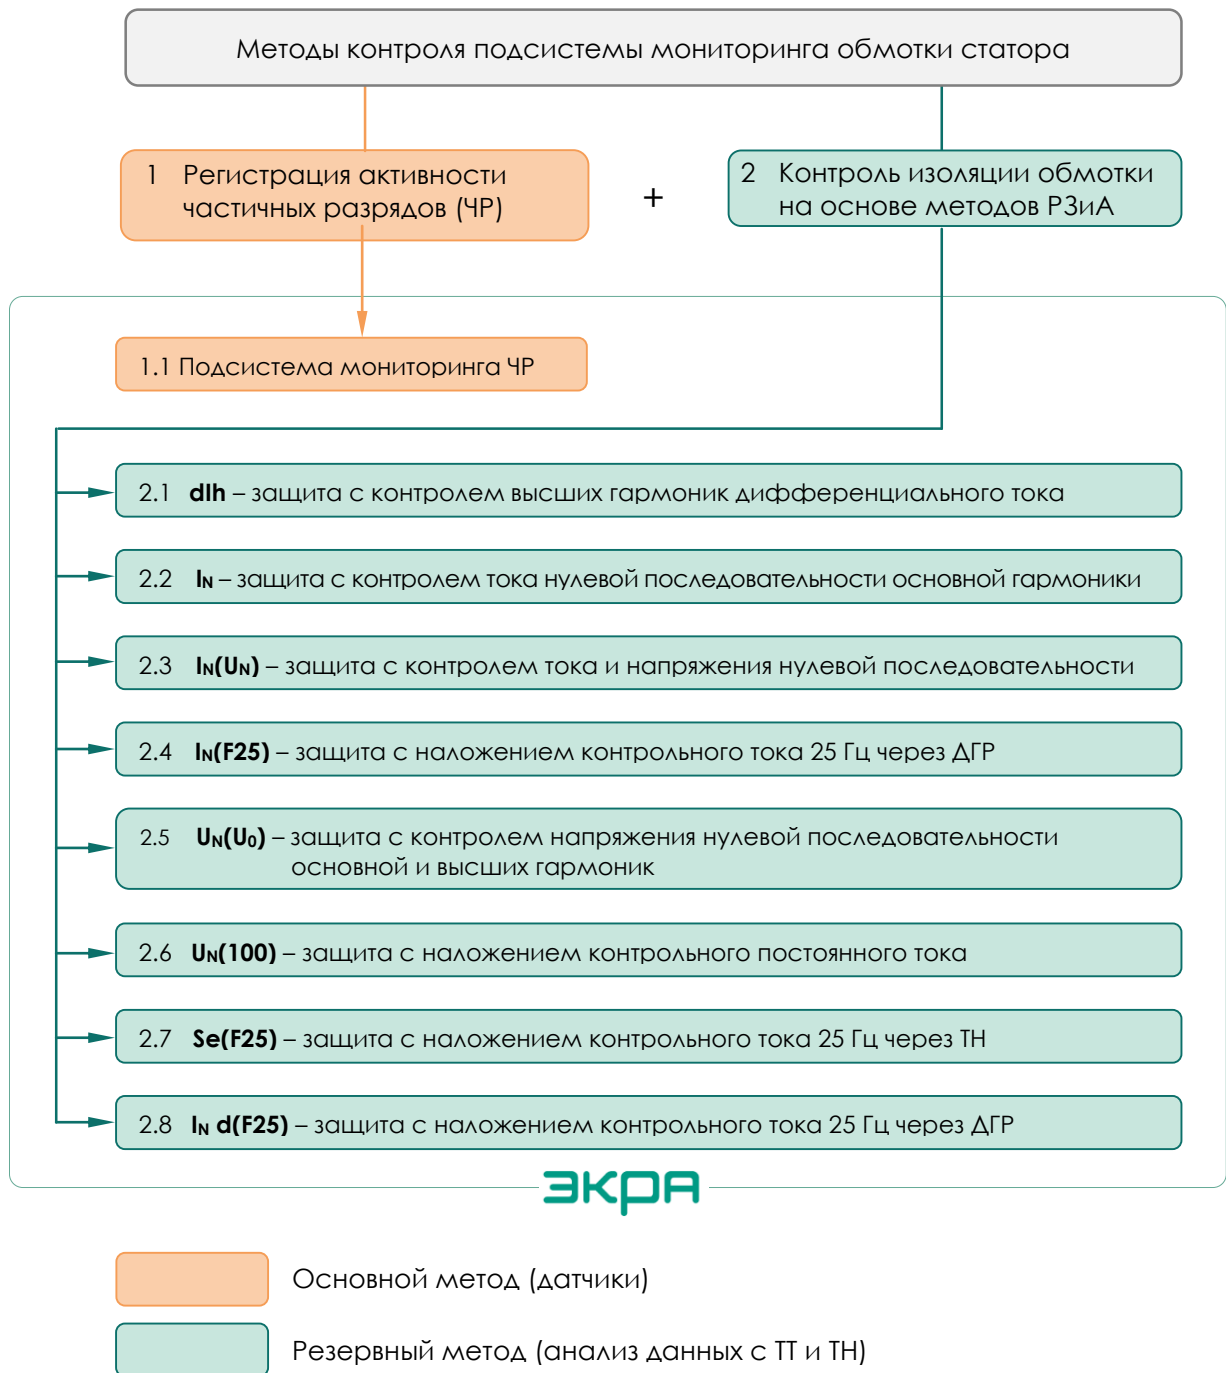 Методы контроля подсистемы мониторинга обмотки статора
1 Регистрация активности
частичных разрядов (ЧР)
+
2 Контроль изоляции обмотки
на основе методов РЗиА
1.1 Подсистема мониторинга ЧР
2.1 dIh – защита с контролем высших гармоник дифференциального тока
2.2 IN – защита с контролем тока нулевой последовательности основной гармоники
2.3 IN(UN) – защита с контролем тока и напряжения нулевой последовательности
2.4 IN(F25) – защита с наложением контрольного тока 25 Гц через ДГР
2.5 UN(U0) – защита с контролем напряжения нулевой последовательности
основной и высших гармоник
2.6 UN(100) – защита с наложением контрольного постоянного тока
2.7 Se(F25) – защита с наложением контрольного тока 25 Гц через ТН
2.8 IN d(F25) – защита с наложением контрольного тока 25 Гц через ДГР
ЭКРА
Основной метод (датчики)
Резервный метод (анализ данных с ТТ и ТН)